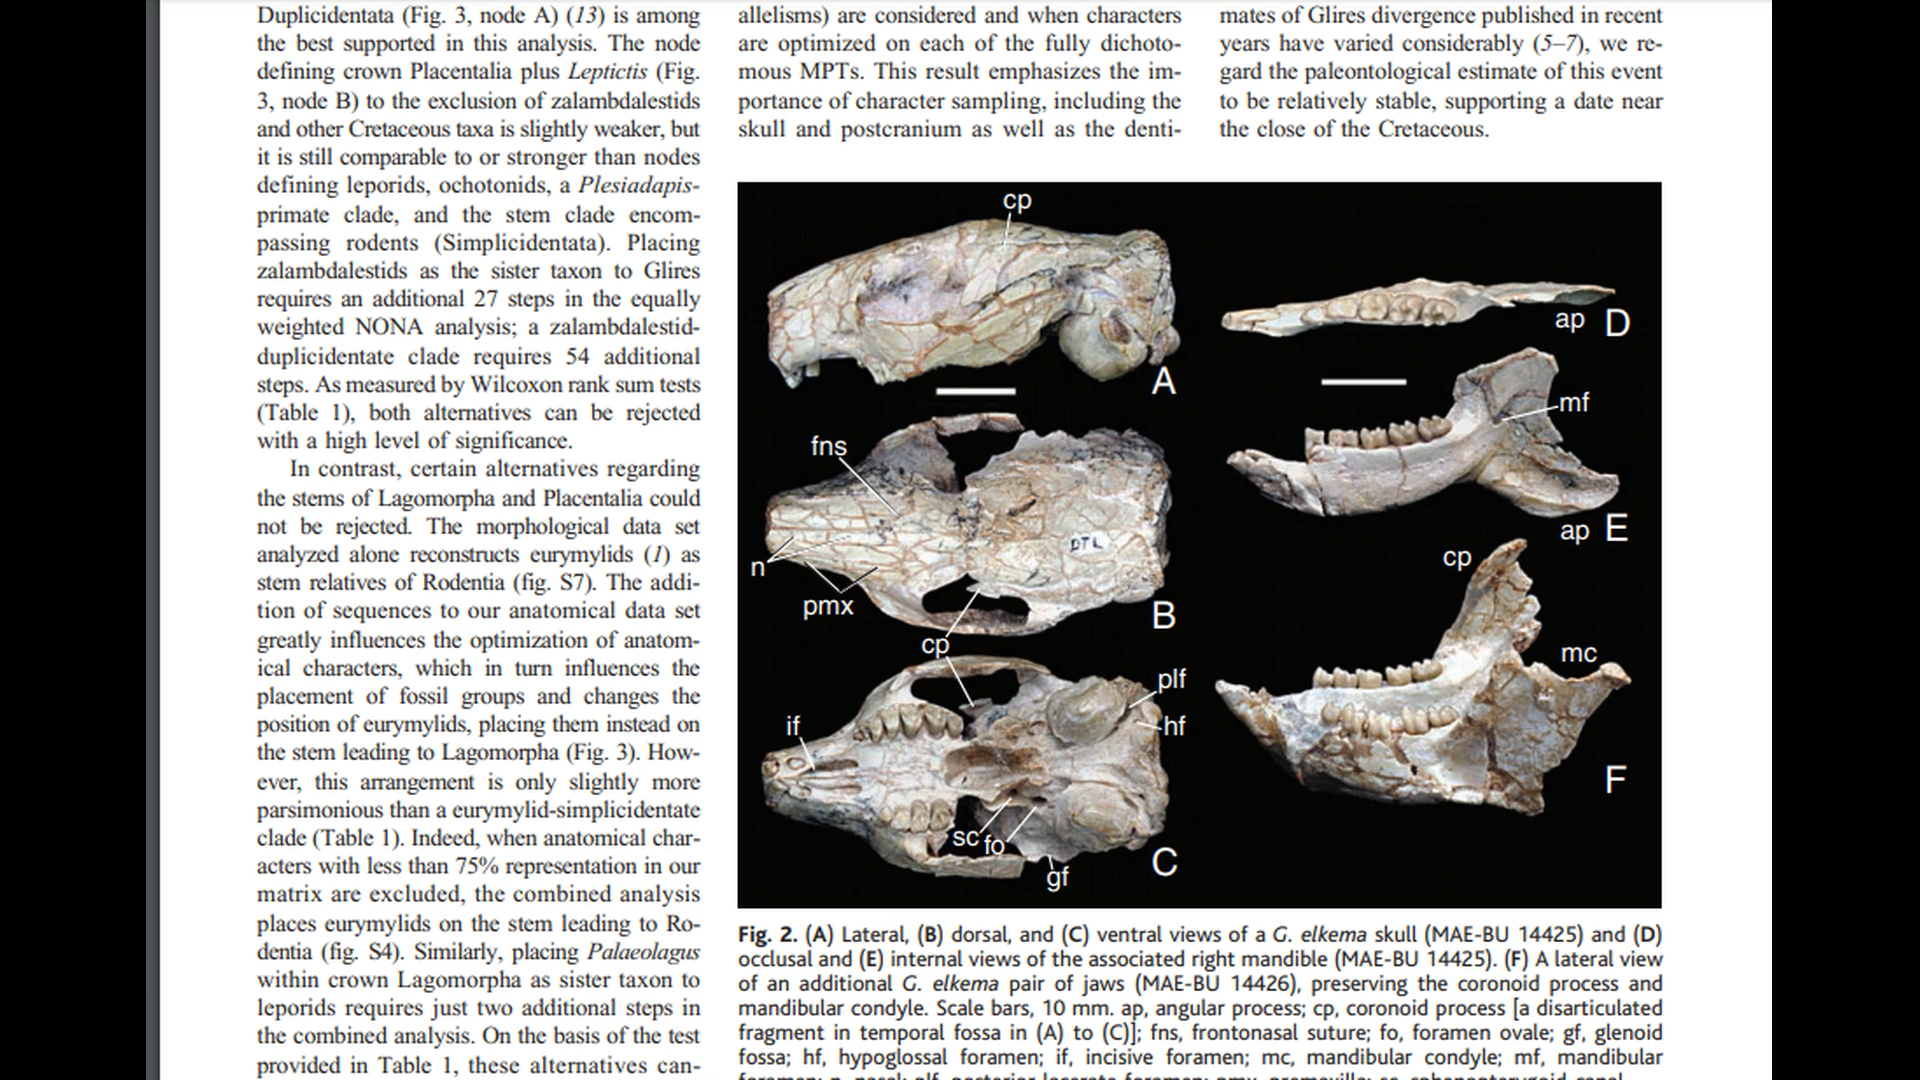 Duplicidentata (Fig. 3, node A) (13) is among
the best supported in this analysis. The node
defining crown Placentalia plus Leptictis (Fig.
3, node B) to the exclusion of zalambdalestids
and other Cretaceous taxa is slightly weaker, but
it is still comparable to or stronger than nodes
defining leporids, ochotonids, a Plesiadapis-
primate clade, and the stem clade encom-
passing rodents (Simplicidentata). Placing
zalambdalestids as the sister taxon to Glires
requires an additional 27 steps in the equally
weighted NONA analysis; a zalambdalestid-
duplicidentate clade requires 54 additional
steps. As measured by Wilcoxon rank sum tests
(Table 1), both alternatives can be rejected
with a high level of significance.
In contrast, certain alternatives regarding
the stems of Lagomorpha and Placentalia could
not be rejected. The morphological data set
analyzed alone reconstructs eurymylids (1) as
stem relatives of Rodentia (fig. S7). The addi-
tion of sequences to our anatomical data set
greatly influences the optimization of anatom-
ical characters, which in turn influences the
placement of fossil groups and changes the
position of eurymylids, placing them instead on
the stem leading to Lagomorpha (Fig. 3). How-
ever, this arrangement is only slightly more
parsimonious than a eurymylid-simplicidentate
clade (Table 1). Indeed, when anatomical char-
acters with less than 75% representation in our
matrix are excluded, the combined analysis
places eurymylids on the stem leading to Ro-
dentia (fig. S4). Similarly, placing Palaeolagus
within crown Lagomorpha as sister taxon to
leporids requires just two additional steps in
the combined analysis. On the basis of the test
provided in Table 1, these alternatives can-
allelisms) are considered and when characters
are optimized on each of the fully dichoto-
mous MPTs. This result emphasizes the im-
portance of character sampling, including the
skull and postcranium as well as the denti-
mates of Glires divergence published in recent
years have varied considerably (5–7), we re-
gard the paleontological estimate of this event
to be relatively stable, supporting a date near
the close of the Cretaceous.
cp
A
fns
n
pmx
DTL
B
cp
plf
hf
if
sc
fo
gf
C
ap D
mf
ap E
cp
mc
F
Fig. 2. (A) Lateral, (B) dorsal, and (C) ventral views of a G. elkema skull (MAE-BU 14425) and (D)
occlusal and (E) internal views of the associated right mandible (MAE-BU 14425). (F) A lateral view
of an additional G. elkema pair of jaws (MAE-BU 14426), preserving the coronoid process and
mandibular condyle. Scale bars, 10 mm. ap, angular process; cp, coronoid process [a disarticulated
fragment in temporal fossa in (A) to (C)]; fns, frontonasal suture; fo, foramen ovale; gf, glenoid
fossa; hf, hypoglossal foramen; if, incisive foramen; mc, mandibular condyle; mf, mandibular